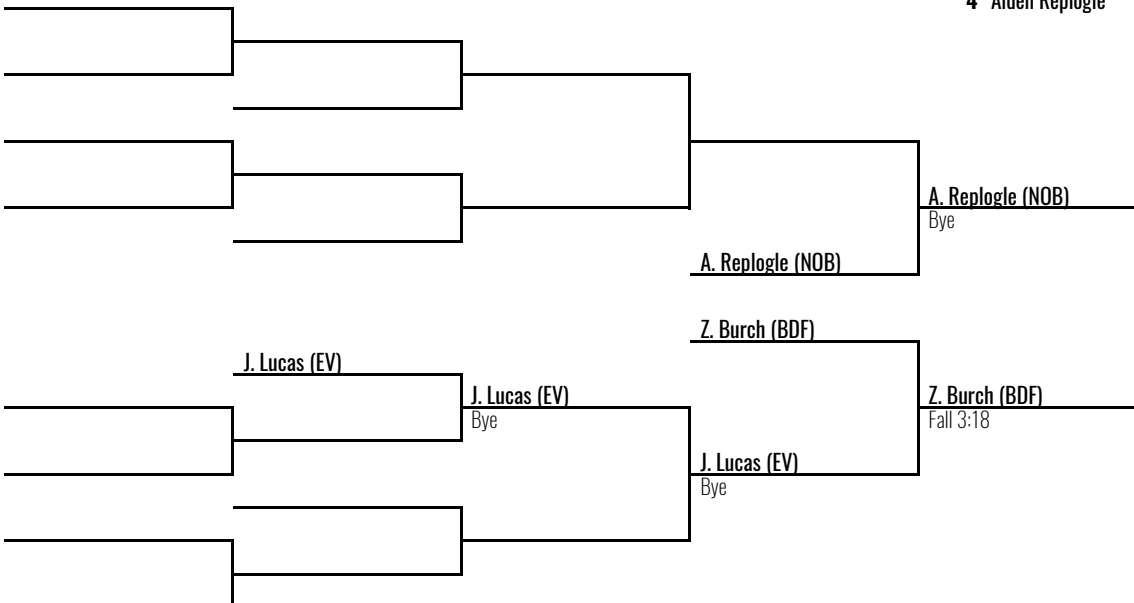 4 Aiden Replogle
A. Replogle (NOB)
Bye
A. Replogle (NOB)
Z. Burch (BDF)
J. Lucas (EV)
J. Lucas (EV)
Bye
Z. Burch (BDF)
Fall 3:18
J. Lucas (EV)
Bye